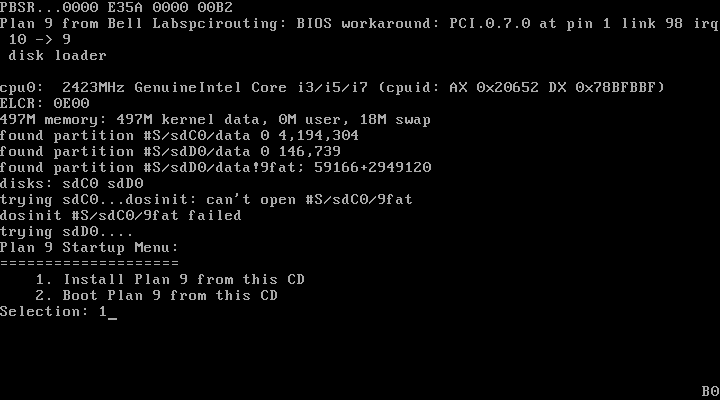 PBSR...0000 E35A 0000 00B2
Plan 9 from Bell Labspcirouting: BIOS workaround: PCI.0.7.0 at pin 1 link 98 irq
 10 -> 9
 disk loader
cpu0:  2423MHz GenuineIntel Core i3/i5/i7 (cpuid: AX 0x20652 DX 0x78BFBBF)
ELCR: 0E00
497M memory: 497M kernel data, 0M user, 18M swap
found partition #S/sdC0/data 0 4,194,304
found partition #S/sdD0/data 0 146,739
found partition #S/sdD0/data!9fat; 59166+2949120
disks: sdC0 sdD0
trying sdC0...dosinit: can't open #S/sdC0/9fat
dosinit #S/sdC0/9fat failed
trying sdD0....
Plan 9 Startup Menu:
====================
    1. Install Plan 9 from this CD
    2. Boot Plan 9 from this CD
Selection: 1_
B0